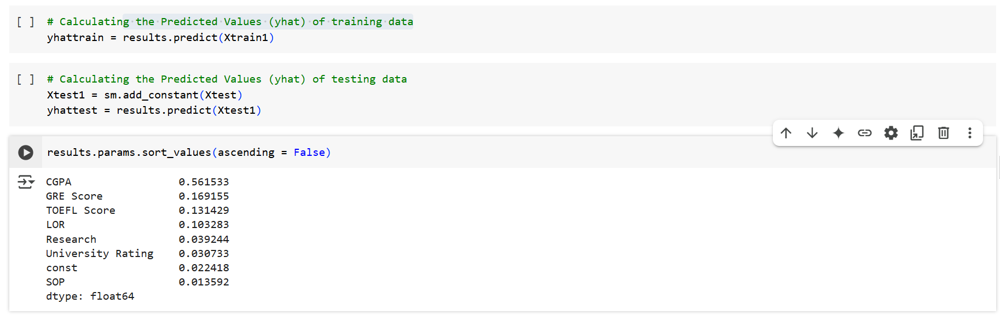 [ ] # Calculating the Predicted Values (yhat) of training data
yhattrain = results.predict(Xtrain1)
[ ] # Calculating the Predicted Values (yhat) of testing data
Xtest1 = sm.add_constant(Xtest)
yhattest = results.predict(Xtest1)
results.params.sort_values(ascending = False)
CGPA 0.561533
GRE Score 0.169155
TOEFL Score 0.131429
LOR 0.103283
Research 0.039244
University Rating 0.030733
const 0.022418
SOP 0.013592
dtype: float64